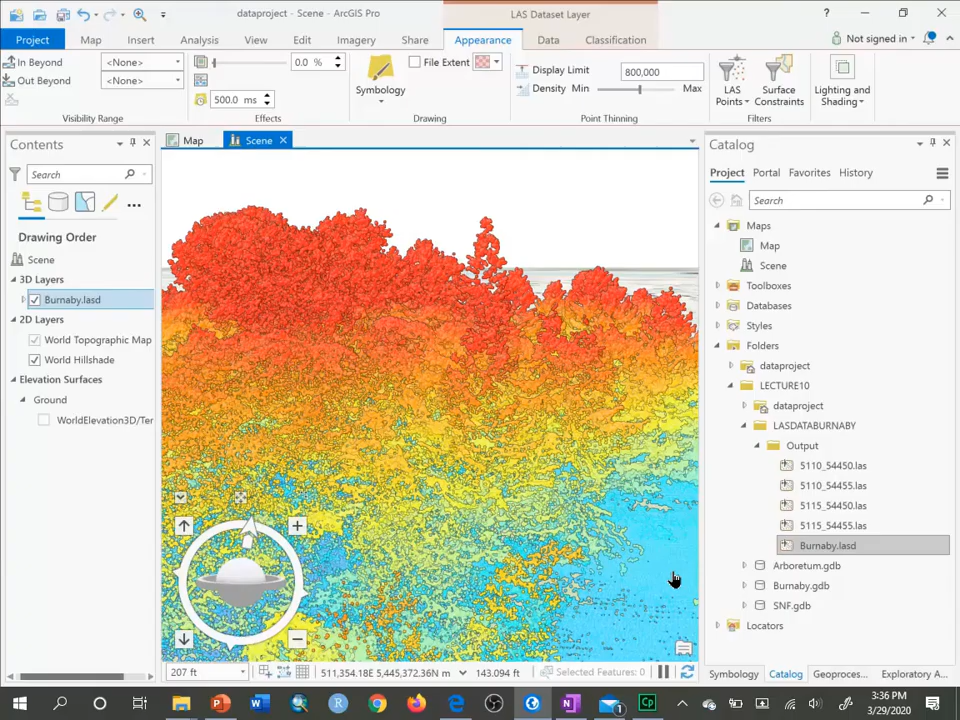 dataproject - Scene - ArcGIS Pro
LAS Dataset Layer
?
Project
Map
Insert
Analysis
View
Edit
Imagery
Share
Appearance
Data
Classification
Not signed in
In Beyond
<None>
Out Beyond
<None>
Visibility Range
0.0 %
500.0 ms
Effects
Symbology
File Extent
Drawing
Display Limit
800,000
Density Min
Max
Point Thinning
LAS
Points
Surface
Constraints
Filters
Lighting and
Shading
Contents
Search
Drawing Order
Scene
3D Layers
Burnaby.lasd
2D Layers
World Topographic Map
World Hillshade
Elevation Surfaces
Ground
WorldElevation3D/Ter
Map
Scene
207 ft
511,354.18E 5,445,372.36N m
143.094 ft
Selected Features: 0
Catalog
Project
Portal
Favorites
History
Search
Maps
Map
Scene
Toolboxes
Databases
Styles
Folders
dataproject
LECTURE10
dataproject
LASDATABURNABY
Output
5110_54450.las
5110_54455.las
5115_54450.las
5115_54455.las
Burnaby.lasd
Arboretum.gdb
Burnaby.gdb
SNF.gdb
Locators
Symbology
Catalog
Geoproces...
Exploratory A...
3:36 PM
3/29/2020